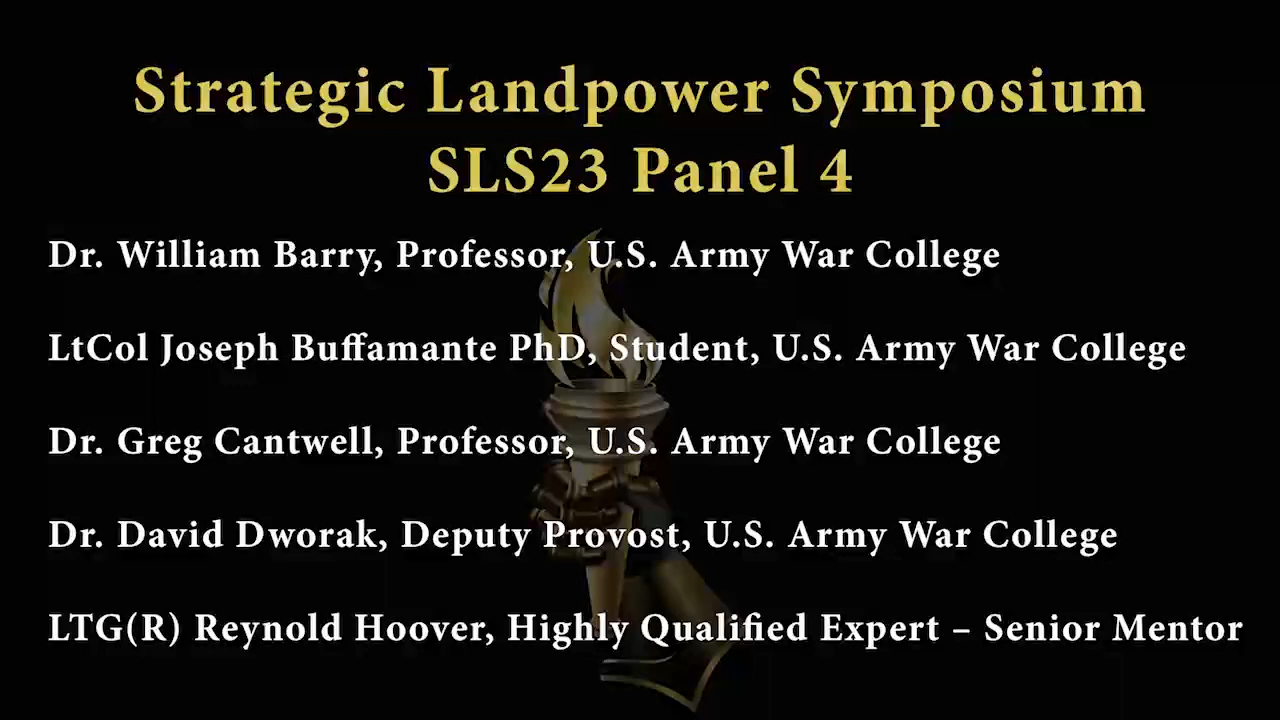 Strategic Landpower Symposium
SLS23 Panel 4
Dr. William Barry, Professor, U.S. Army War College
LtCol Joseph Buffamante PhD, Student, U.S. Army War College
Dr. Greg Cantwell, Professor, U.S. Army War College
Dr. David Dworak, Deputy Provost, U.S. Army War College
LTG(R) Reynold Hoover, Highly Qualified Expert – Senior Mentor